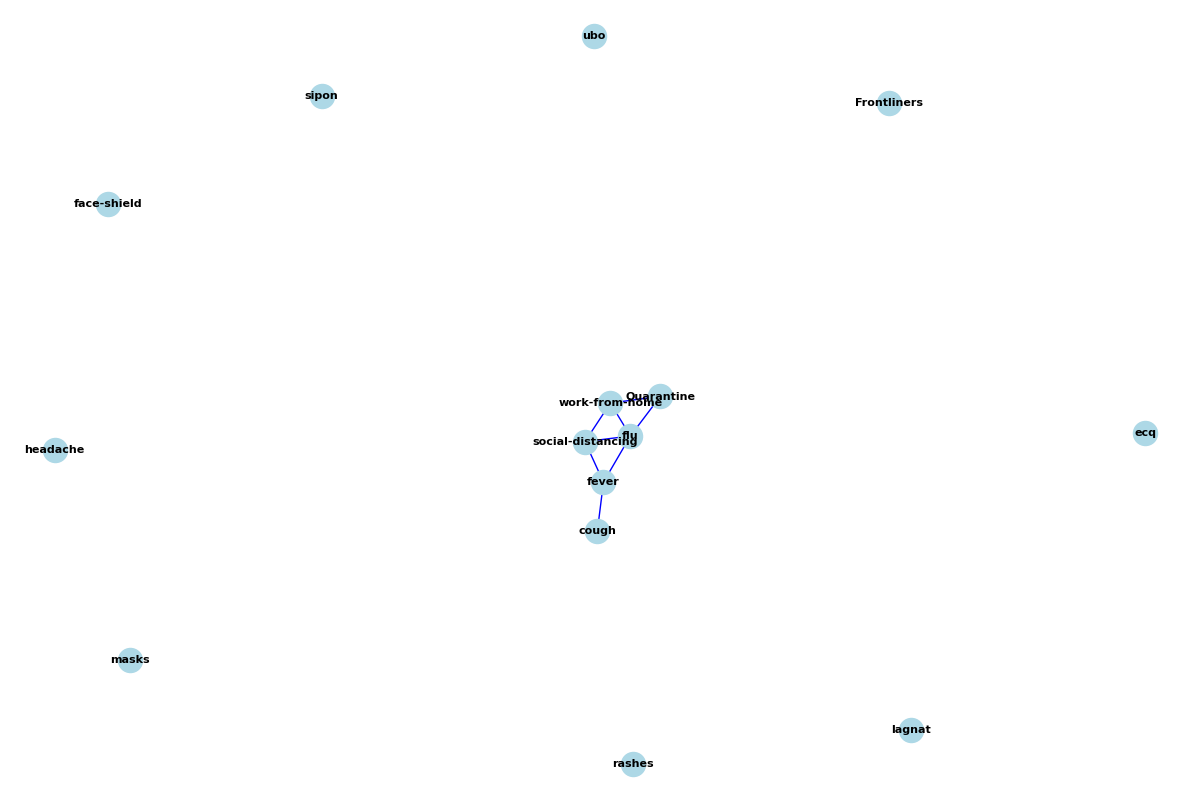 ubo
sipon
Frontliners
face-shield
Quarantine
work-from-home
ecq
flu
social-distancing
headache
fever
cough
masks
lagnat
rashes